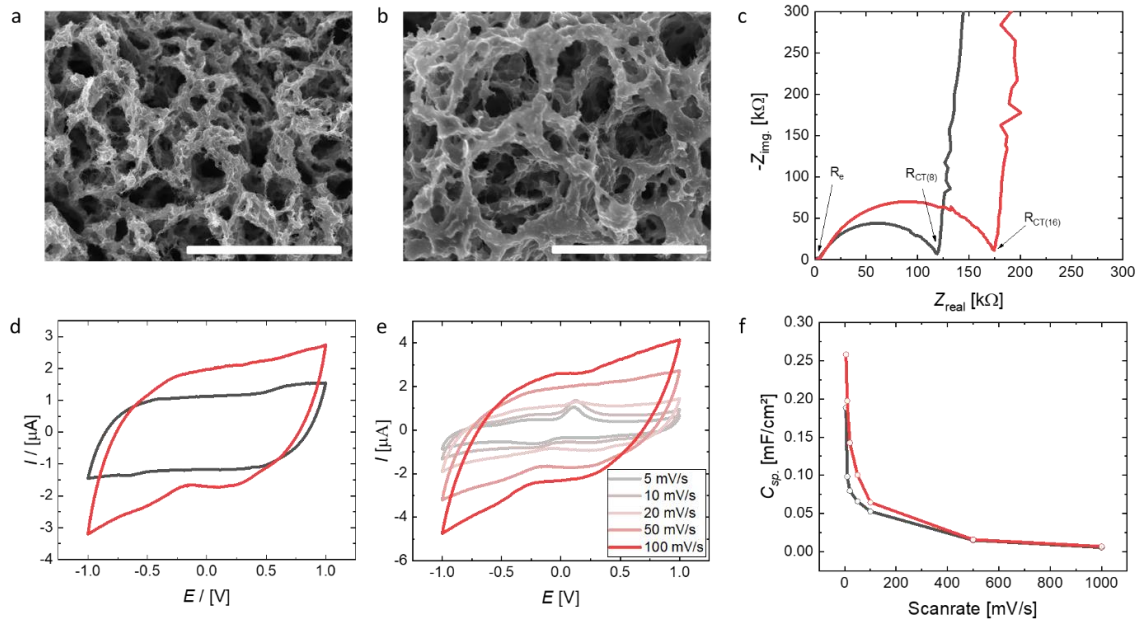 a
b
c
300
250
200
150
100
50
0
-Z_img. [kΩ]
R_e
R_CT(8)
R_CT(16)
0 50 100 150 200 250 300
Z_real [kΩ]
d
3
2
1
0
-1
-2
-3
-4
I / [µA]
-1.0 -0.5 0.0 0.5 1.0
E / [V]
e
6
4
2
0
-2
-4
-6
I [µA]
5 mV/s
10 mV/s
20 mV/s
50 mV/s
100 mV/s
-1.0 -0.5 0.0 0.5 1.0
E [V]
f
0.30
0.25
0.20
0.15
0.10
0.05
0.00
C_sp. [mF/cm²]
0 200 400 600 800 1000
Scanrate [mV/s]